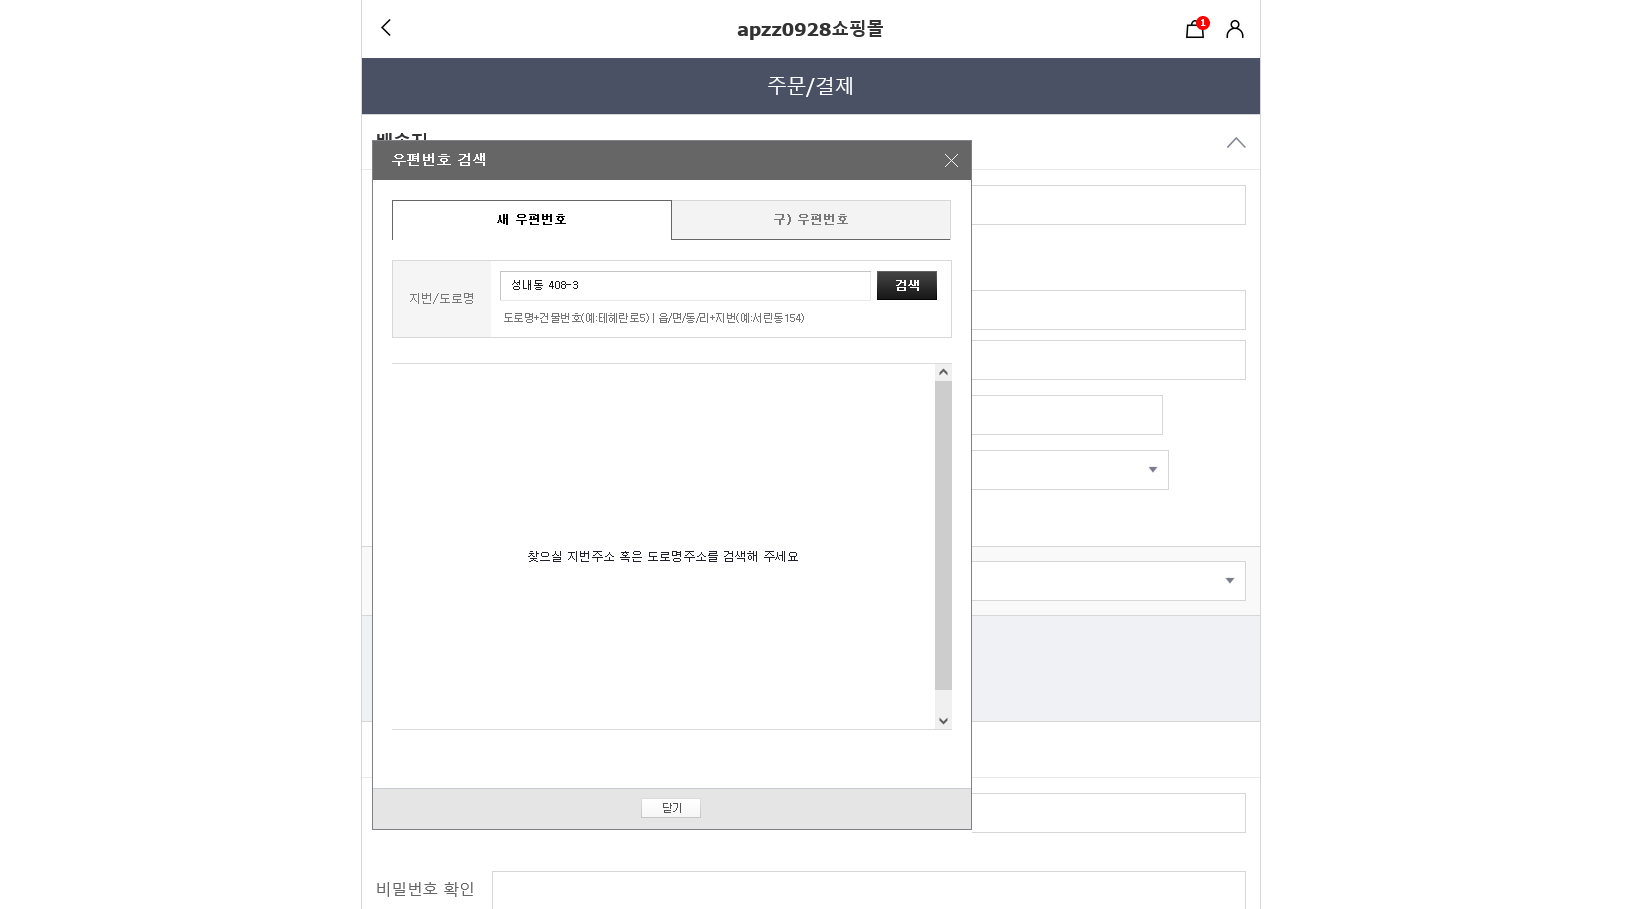 apzz0928쇼핑몰
1
주문/결제
우편번호 검색
새 우편번호
구) 우편번호
지번/도로명
성내동 408-3
검색
도로명+건물번호(예:테헤란로5) | 읍/면/동/리+지번(예:서린동154)
찾으실 지번주소 혹은 도로명주소를 검색해 주세요
닫기
비밀번호 확인